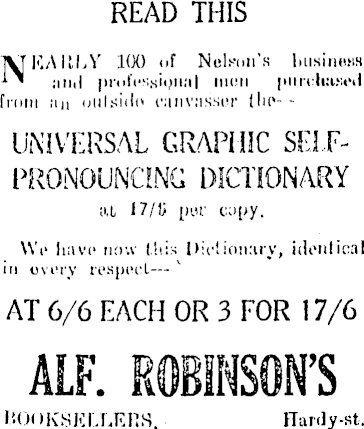 READ THIS
NEARLY 100 of Nelson's business
and professional men purchased
from an outside canvasser the--
UNIVERSAL GRAPHIC SELF-
PRONOUNCING DICTIONARY
at 17/6 per copy.
We have now this Dictionary, identical
in every respect--
AT 6/6 EACH OR 3 FOR 17/6
ALF. ROBINSON'S
BOOKSELLERS, Hardy-st.